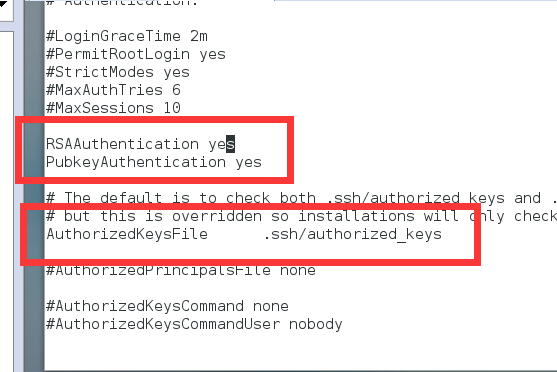 # Authentication:
#LoginGraceTime 2m
#PermitRootLogin yes
#StrictModes yes
#MaxAuthTries 6
#MaxSessions 10
RSAAuthentication yes
PubkeyAuthentication yes
# The default is to check both .ssh/authorized_keys and .
# but this is overridden so installations will only check
AuthorizedKeysFile .ssh/authorized_keys
#AuthorizedPrincipalsFile none
#AuthorizedKeysCommand none
#AuthorizedKeysCommandUser nobody